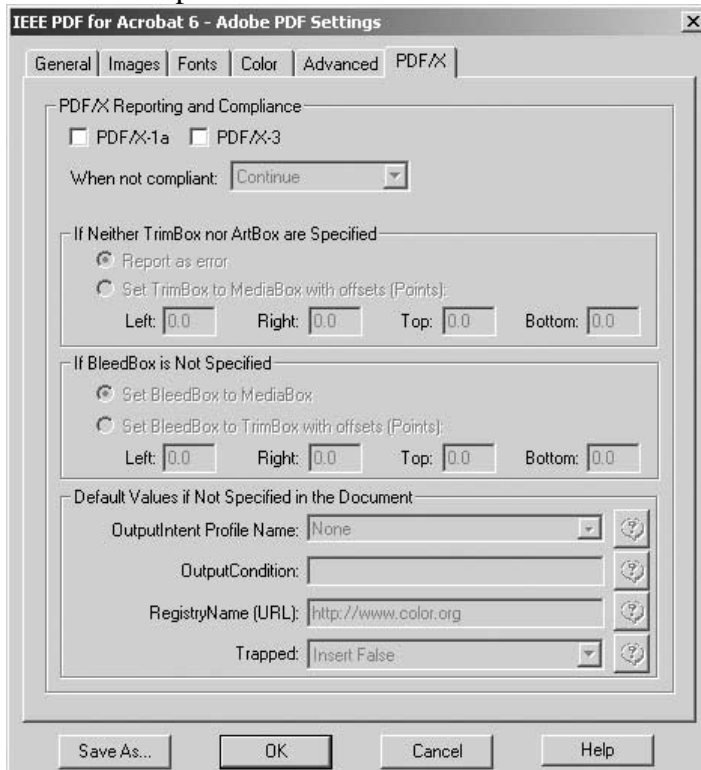 IEEE PDF for Acrobat 6 - Adobe PDF Settings
General Images Fonts Color Advanced PDF/X
PDF/X Reporting and Compliance
PDF/X-1a PDF/X-3
When not compliant: Continue
If Neither TrimBox nor ArtBox are Specified
Report as error
Set TrimBox to MediaBox with offsets (Points):
Left: 0.0 Right: 0.0 Top: 0.0 Bottom: 0.0
If BleedBox is Not Specified
Set BleedBox to MediaBox
Set BleedBox to TrimBox with offsets (Points):
Left: 0.0 Right: 0.0 Top: 0.0 Bottom: 0.0
Default Values if Not Specified in the Document
OutputIntent Profile Name: None
OutputCondition:
RegistryName (URL): http://www.color.org
Trapped: Insert False
Save As... OK Cancel Help